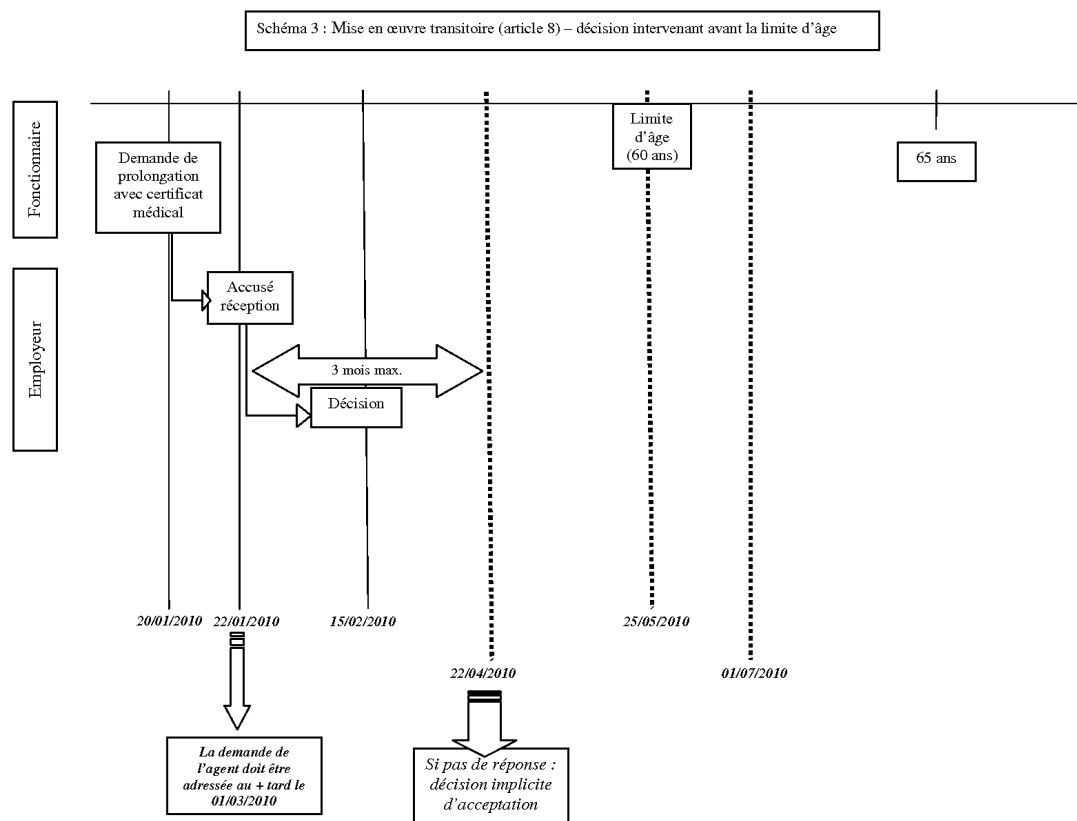 Schéma 3 : Mise en œuvre transitoire (article 8) – décision intervenant avant la limite d’âge
Fonctionnaire
Demande de
prolongation
avec certificat
médical
Limite
d’âge
(60 ans)
65 ans
Employeur
Accusé
réception
3 mois max.
Décision
20/01/2010
22/01/2010
15/02/2010
25/05/2010
22/04/2010
01/07/2010
La demande de
l’agent doit être
adressée au + tard le
01/03/2010
Si pas de réponse :
décision implicite
d’acceptation